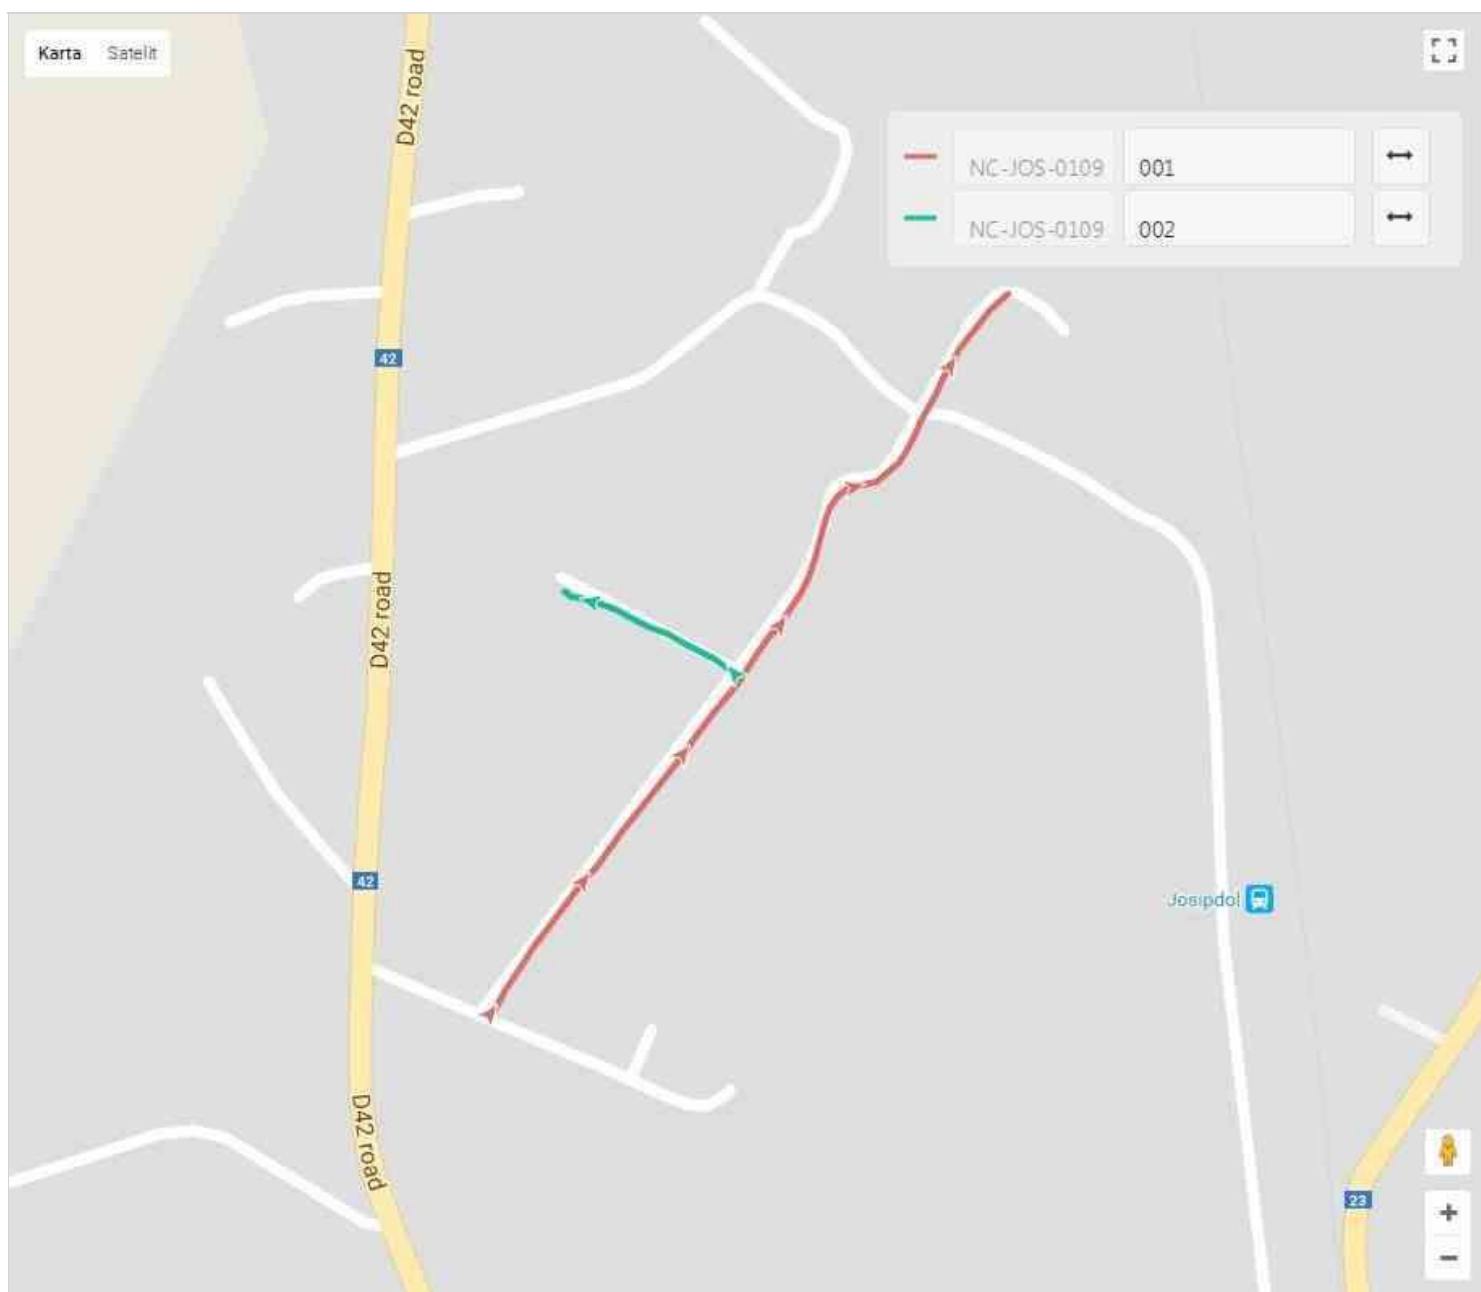 Karta Satelit
D42 road
NC-JOS-0109 001
NC-JOS-0109 002
42
D42 road
42
Josipdol
D42 road
23